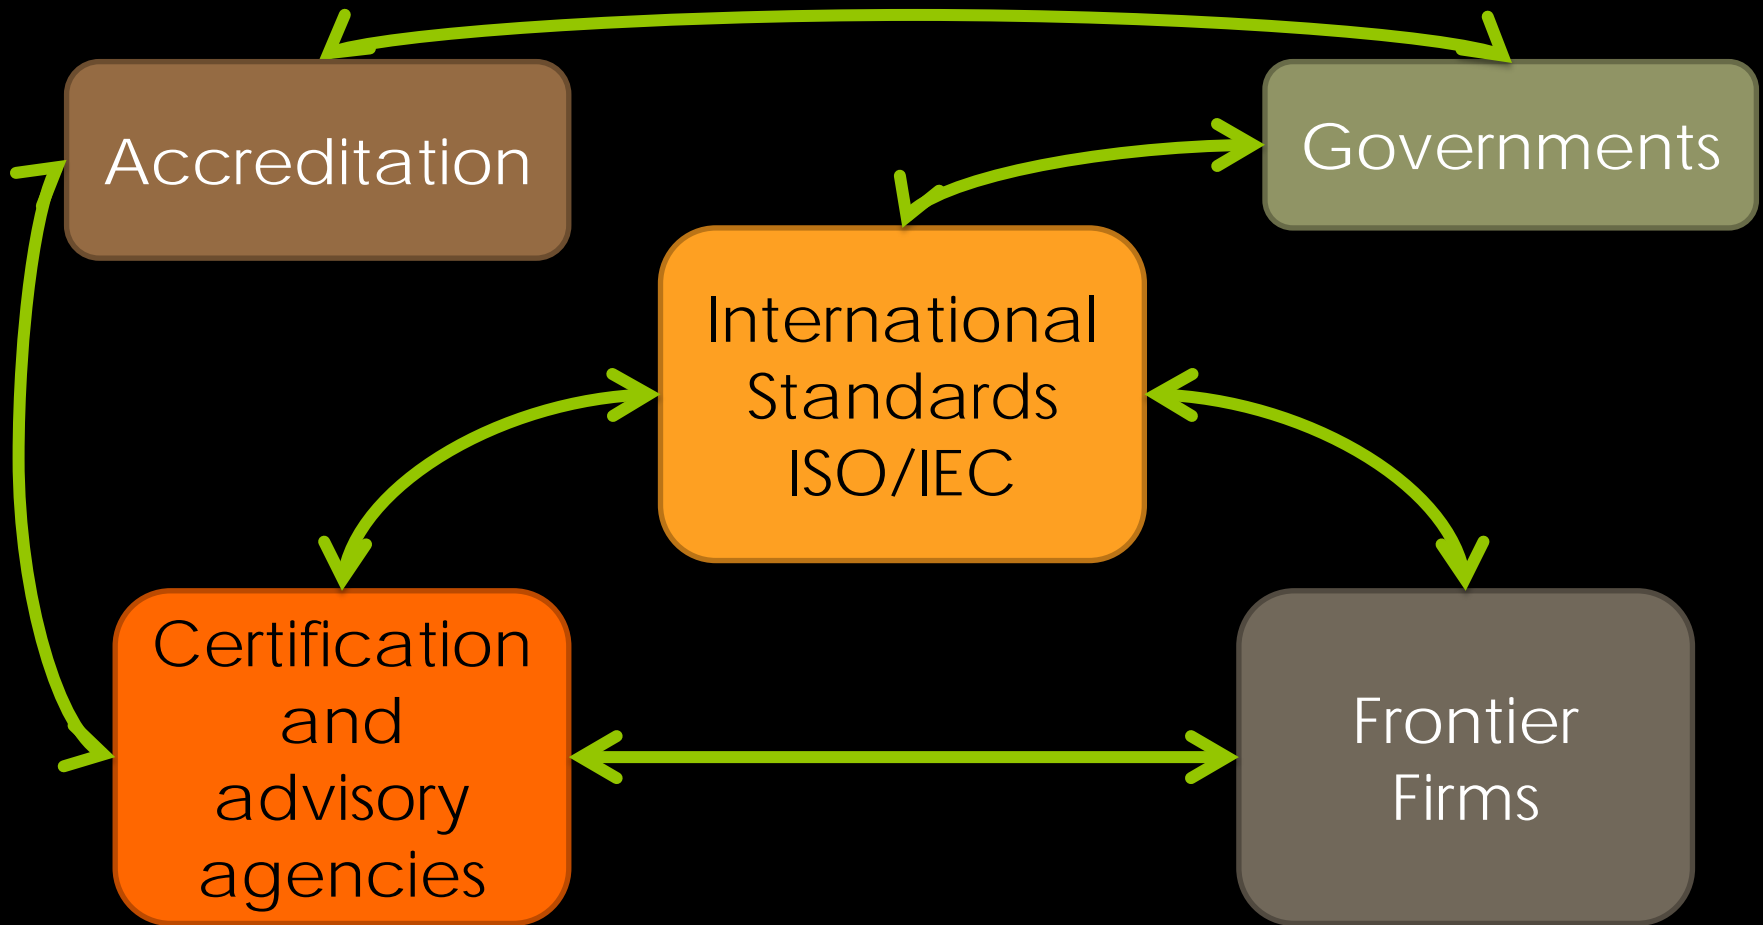 Accreditation
Governments
International
Standards
ISO/IEC
Certification
and
advisory
agencies
Frontier
Firms